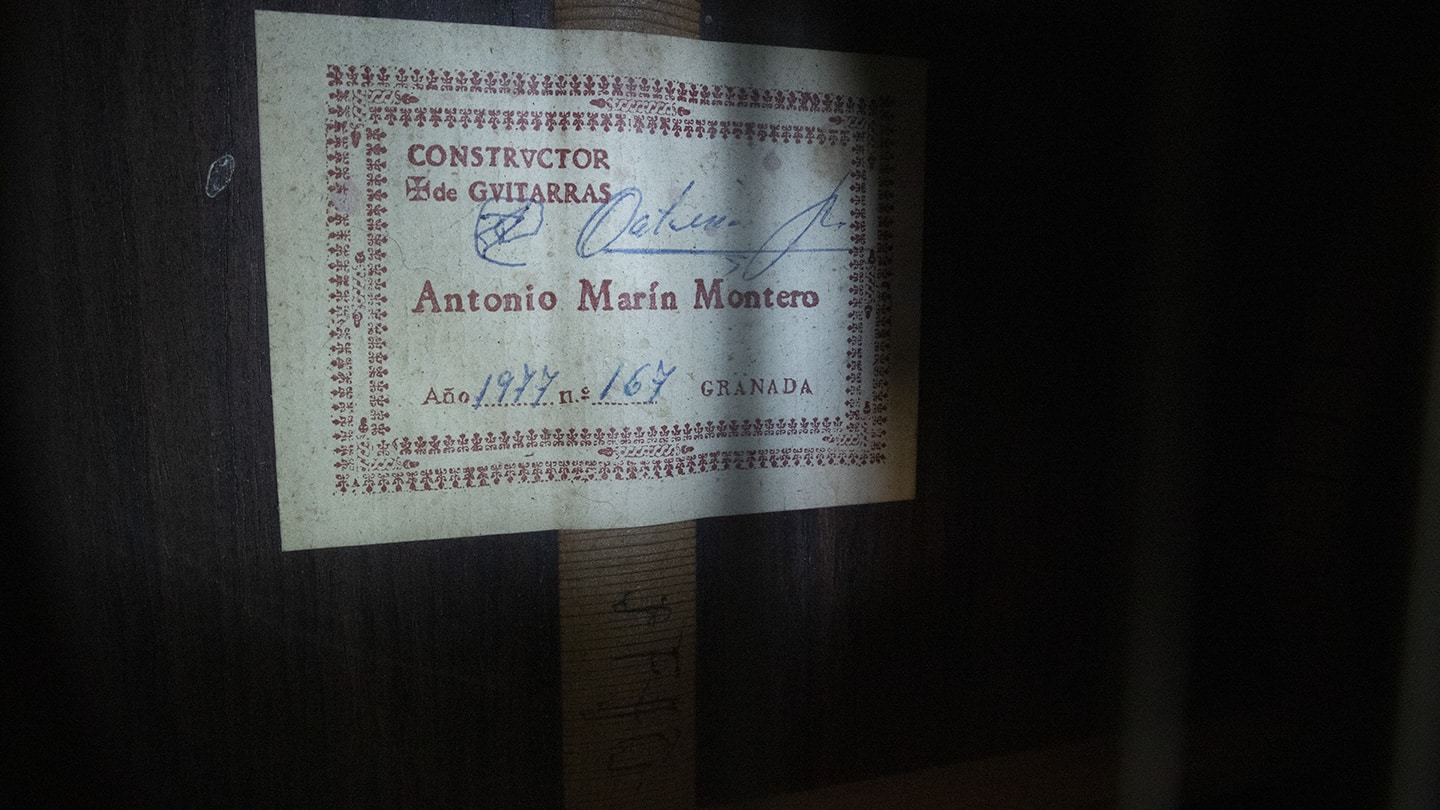 CONSTRVCTOR
✠de GVITARRAS
Antonio Marín Montero
Año 1977 n.º 167 GRANADA